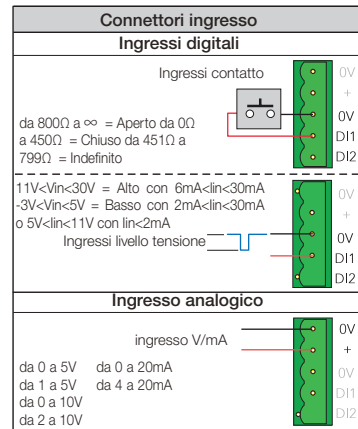 Connettori ingresso
Ingressi digitali
Ingressi contatto
0V
+
0V
DI1
DI2
da 800Ω a ∞ = Aperto da 0Ω
a 450Ω = Chiuso da 451Ω a
799Ω = Indefinito
11V<Vin<30V = Alto con 6mA<Iin<30mA
-3V<Vin<5V = Basso con 2mA<Iin<30mA
o 5V<Iin<11V con Iin<2mA
Ingressi livello tensione
0V
+
0V
DI1
DI2
Ingresso analogico
ingresso V/mA
0V
+
0V
DI1
DI2
da 0 a 5V da 0 a 20mA
da 1 a 5V da 4 a 20mA
da 0 a 10V
da 2 a 10V